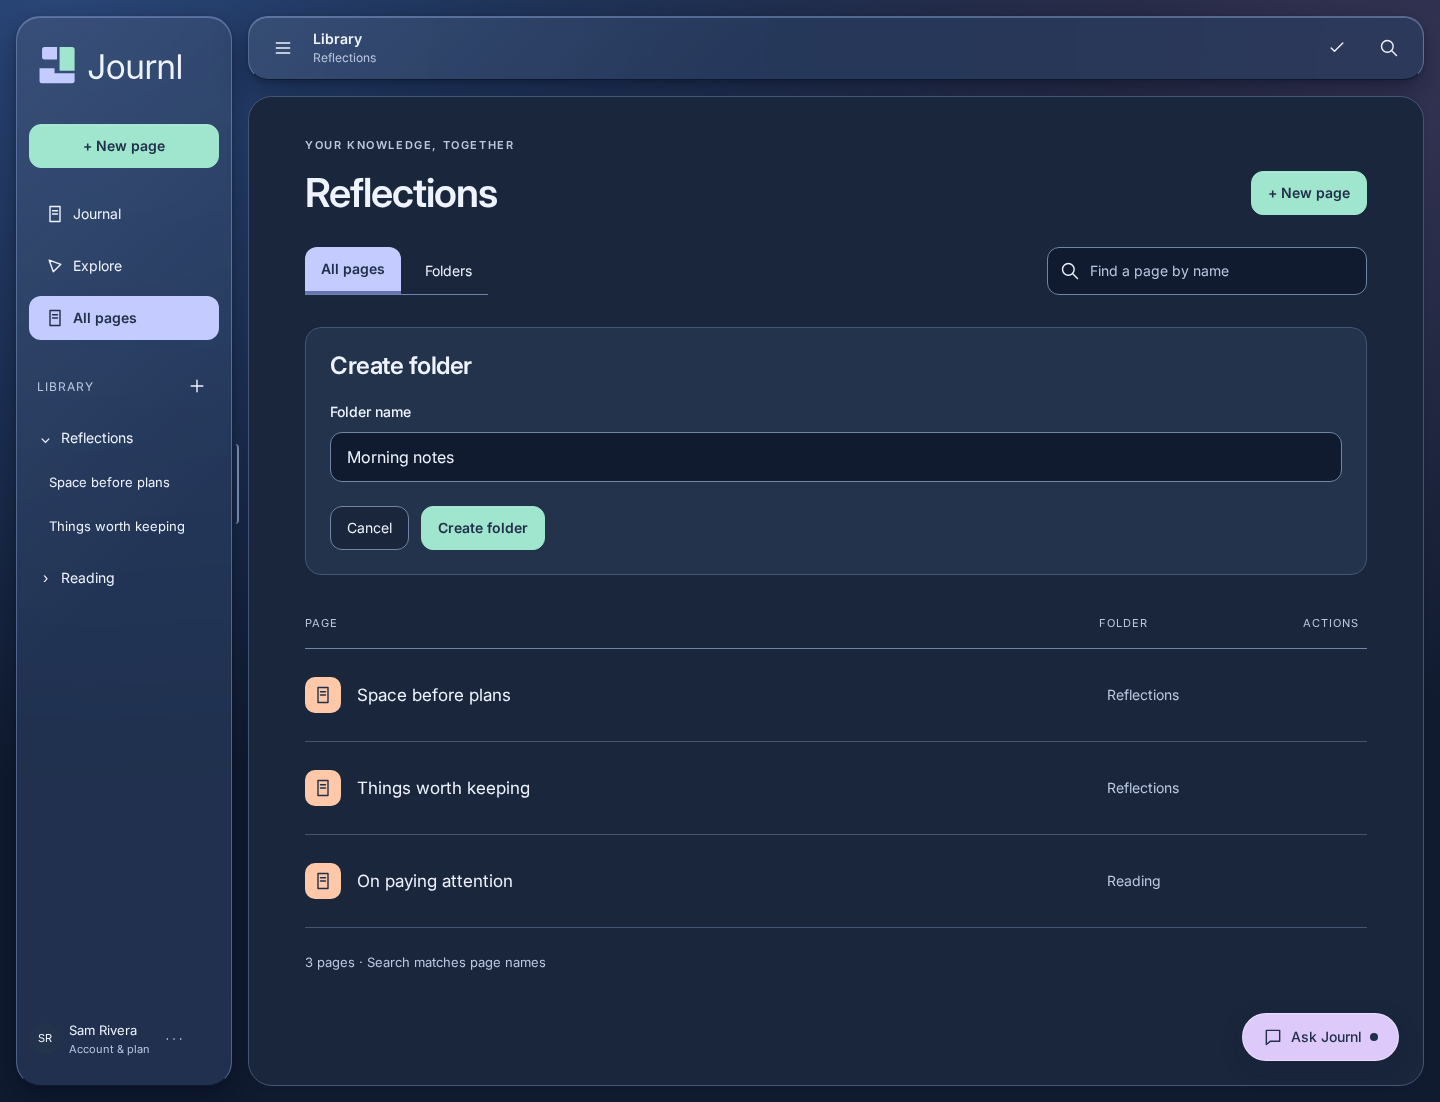 Journl
+ New page
Journal
Explore
All pages
LIBRARY
Reflections
Space before plans
Things worth keeping
Reading
SR
Sam Rivera
Account & plan
...
Library
Reflections
YOUR KNOWLEDGE, TOGETHER
Reflections
+ New page
All pages
Folders
Find a page by name
Create folder
Folder name
Morning notes
Cancel
Create folder
PAGE
FOLDER
ACTIONS
Space before plans
Reflections
Things worth keeping
Reflections
On paying attention
Reading
3 pages · Search matches page names
Ask Journl